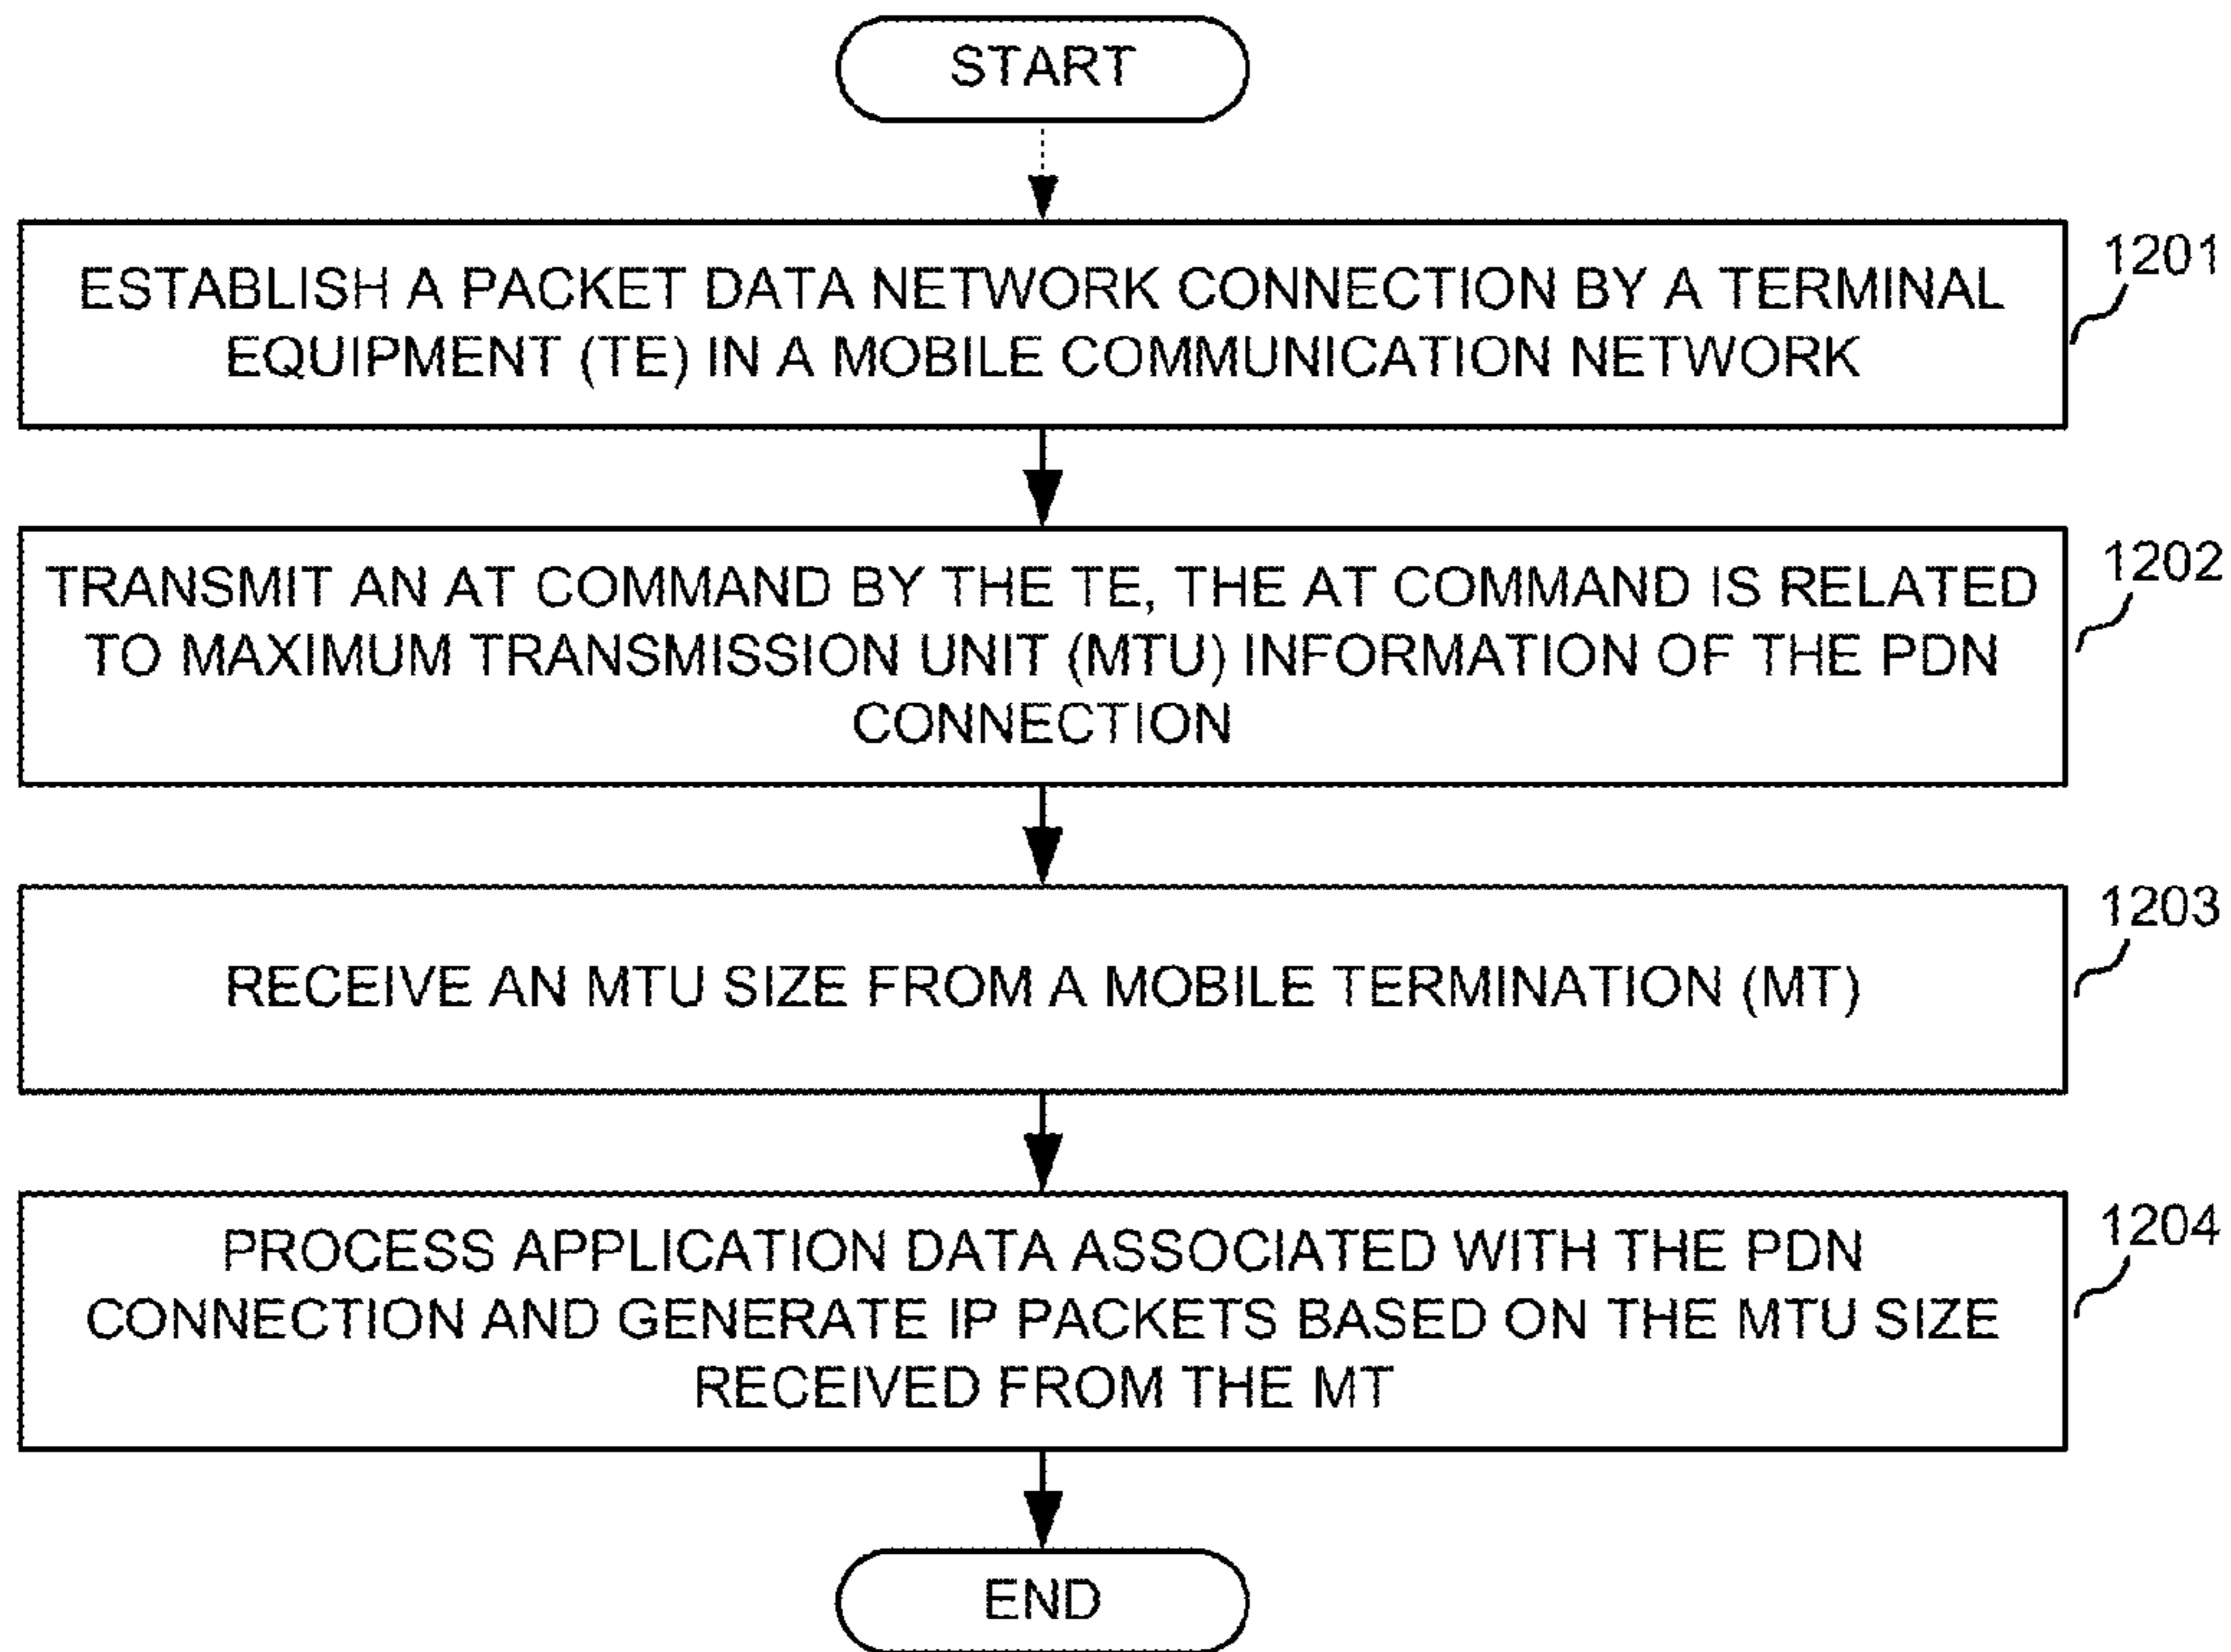 START
ESTABLISH A PACKET DATA NETWORK CONNECTION BY A TERMINAL
EQUIPMENT (TE) IN A MOBILE COMMUNICATION NETWORK
1201
TRANSMIT AN AT COMMAND BY THE TE, THE AT COMMAND IS RELATED
TO MAXIMUM TRANSMISSION UNIT (MTU) INFORMATION OF THE PDN
CONNECTION
1202
RECEIVE AN MTU SIZE FROM A MOBILE TERMINATION (MT)
1203
PROCESS APPLICATION DATA ASSOCIATED WITH THE PDN
CONNECTION AND GENERATE IP PACKETS BASED ON THE MTU SIZE
RECEIVED FROM THE MT
1204
END